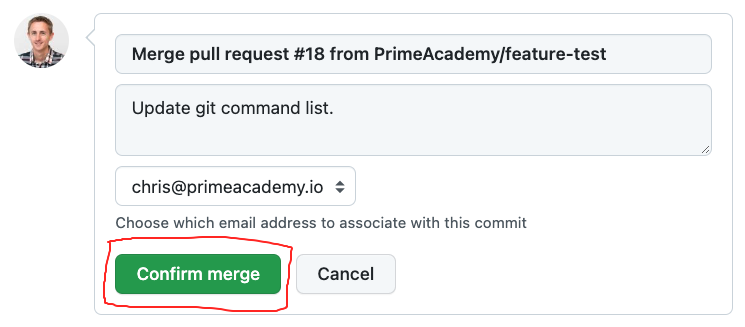 Merge pull request #18 from PrimeAcademy/feature-test
Update git command list.
chris@primeacademy.io
Choose which email address to associate with this commit
Confirm merge
Cancel